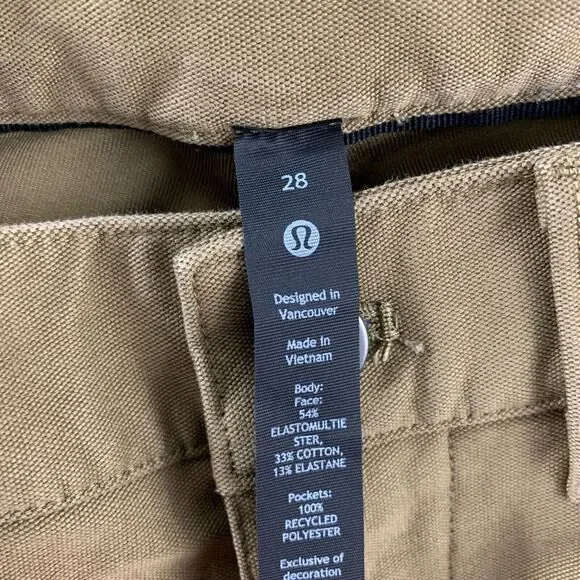 28
Designed in
Vancouver
Made in
Vietnam
Body:
Face:
54%
ELASTOMULTIE
STER,
33% COTTON,
13% ELASTANE
Pockets:
100%
RECYCLED
POLYESTER
Exclusive of
decoration